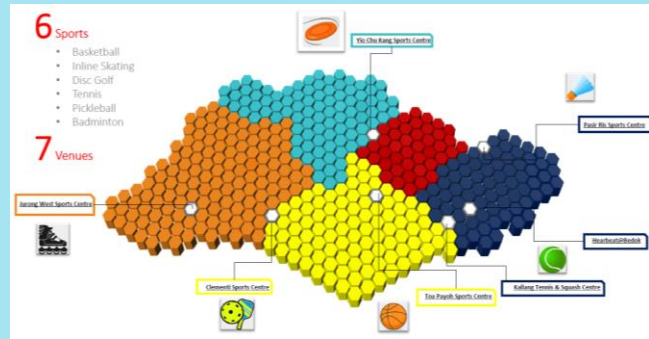 6 Sports
• Basketball
• Inline Skating
• Disc Golf
• Tennis
• Pickleball
• Badminton
7 Venues
Yio Chu Kang Sports Centre
Pasir Ris Sports Centre
Jurong West Sports Centre
Hearbeat@Bedok
Clementi Sports Centre
Toa Payoh Sports Centre
Kallang Tennis & Squash Centre